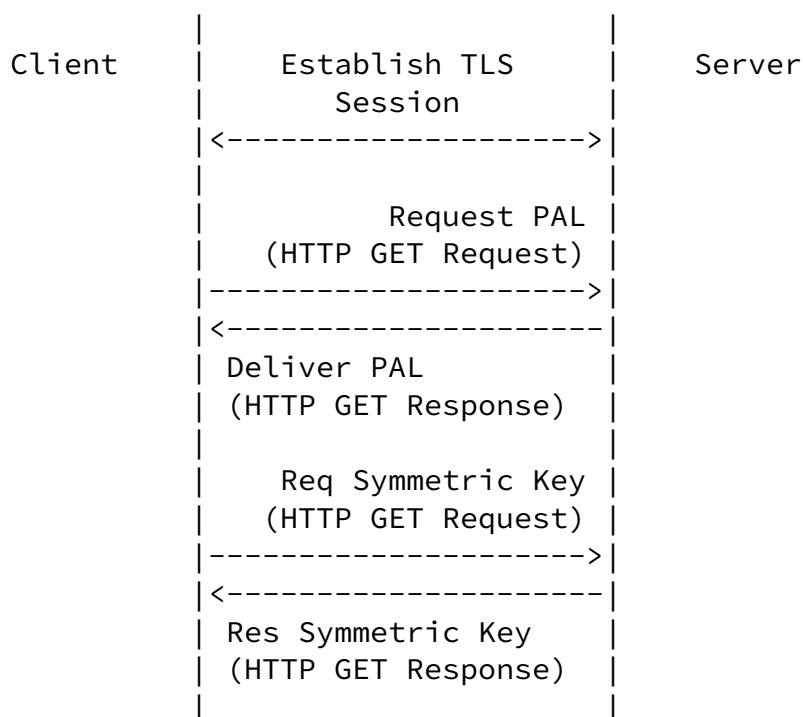 Client Establish TLS Server
Session
Request PAL
(HTTP GET Request)
Deliver PAL
(HTTP GET Response)
Req Symmetric Key
(HTTP GET Request)
Res Symmetric Key
(HTTP GET Response)